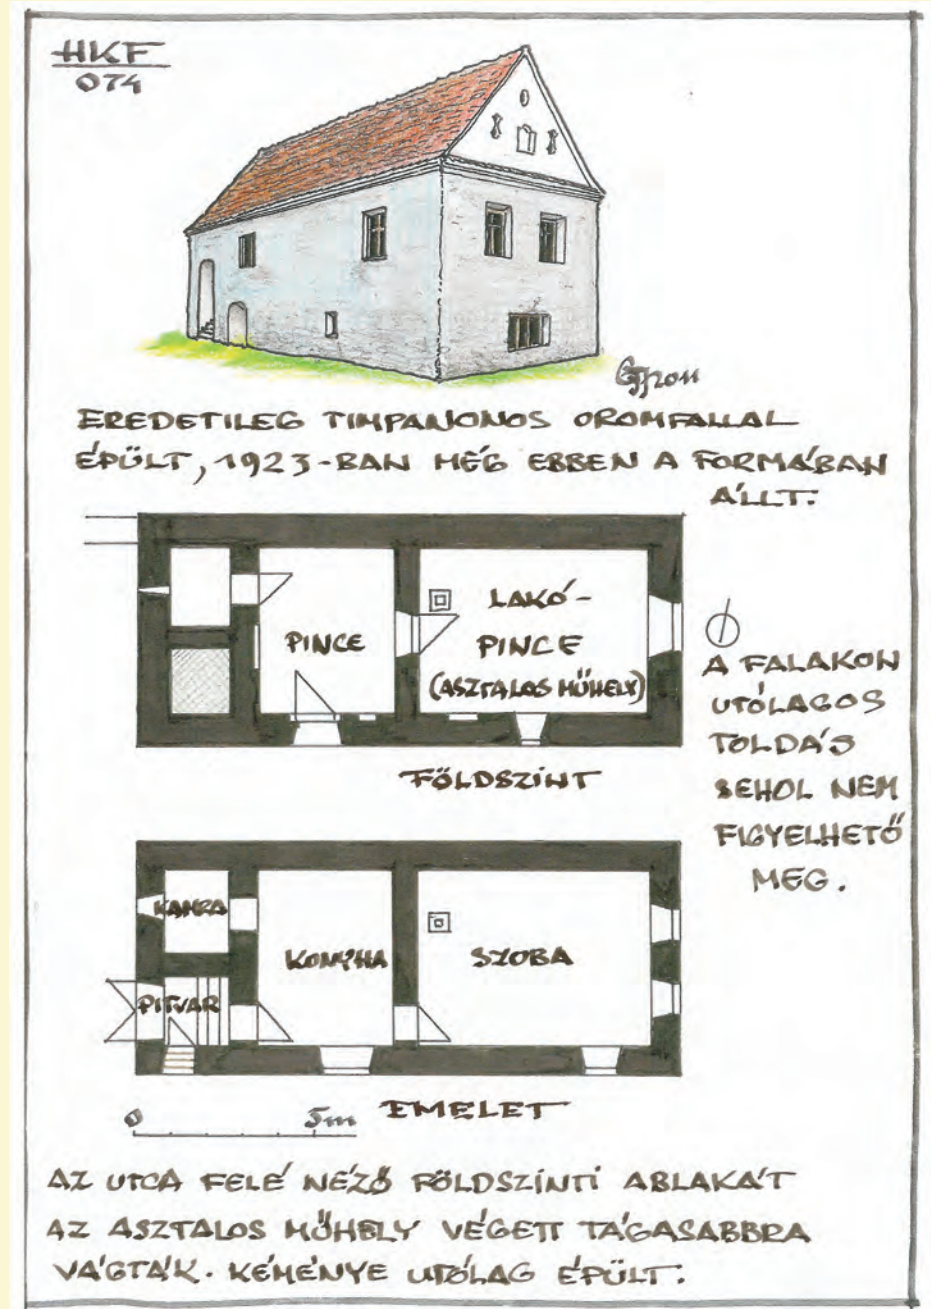 HKF
074
EREDETILEG TIMPANONOS OROMFALLAL
ÉPÜLT, 1923-BAN MÉG EBBEN A FORMÁBAN
ÁLLT.
PINCE
LAKÓ-
PINCE
(ASZTALOS MŰHELY)
A FALAKON
UTÓLAGOS
TOLDÁS
SEHOL NEM
FIGYELHETŐ
MEG.
FÖLDSZINT
KAMRA
PITVAR
KONYHA
SZOBA
0 5m
EMELET
AZ UTCA FELÉ NÉZŐ FÖLDSZINTI ABLAKÁT
AZ ASZTALOS MŰHELY VÉGETT TÁGASABBRA
VÁGTÁK. KÉMÉNYE UTÓLAG ÉPÜLT.